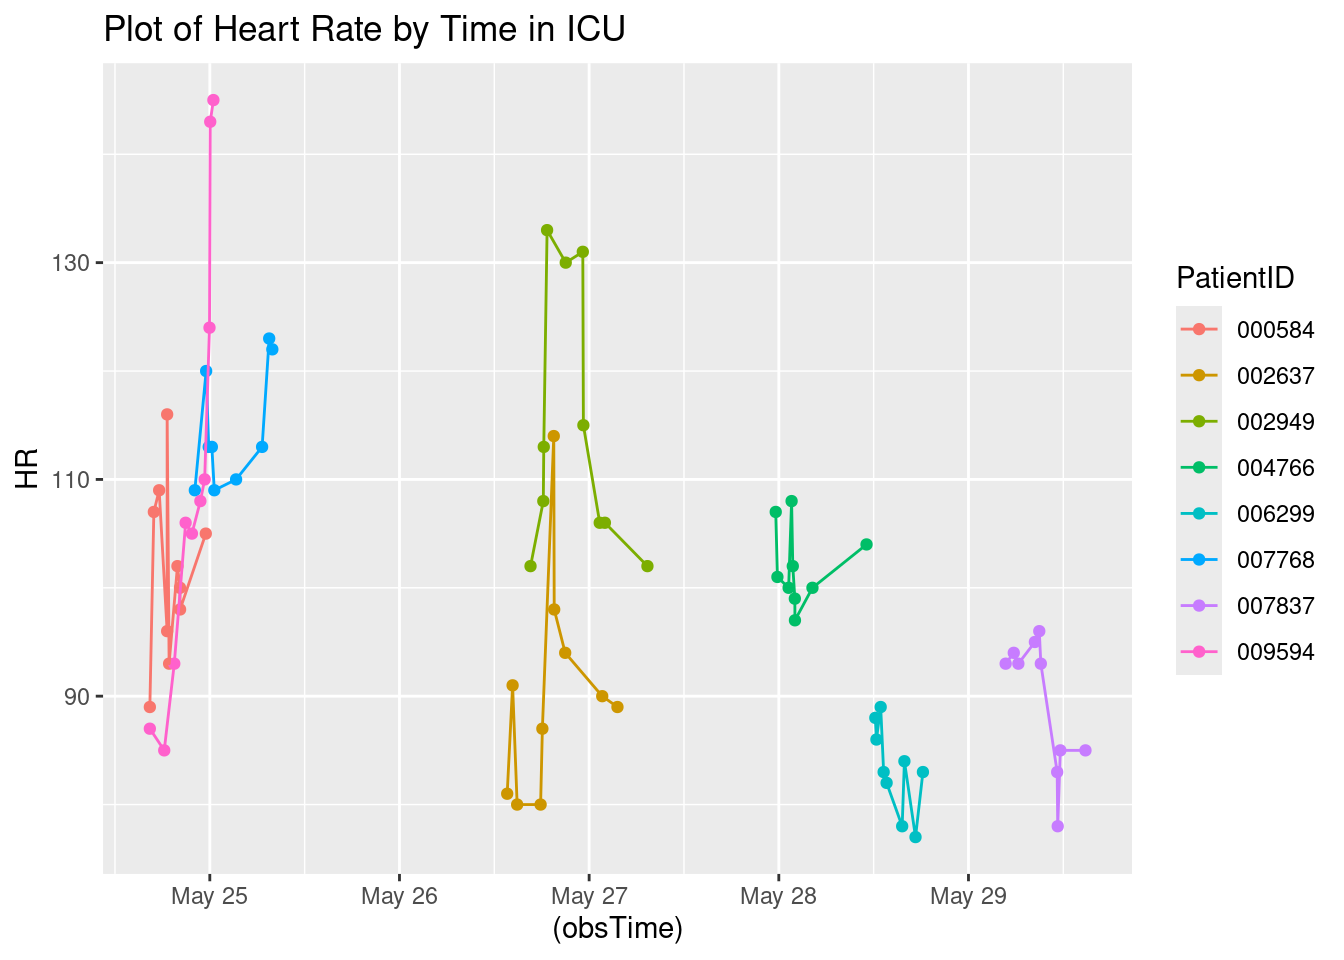 Plot of Heart Rate by Time in ICU
HR
130
110
90
May 25
May 26
May 27
May 28
May 29
(obsTime)
PatientID
000584
002637
002949
004766
006299
007768
007837
009594